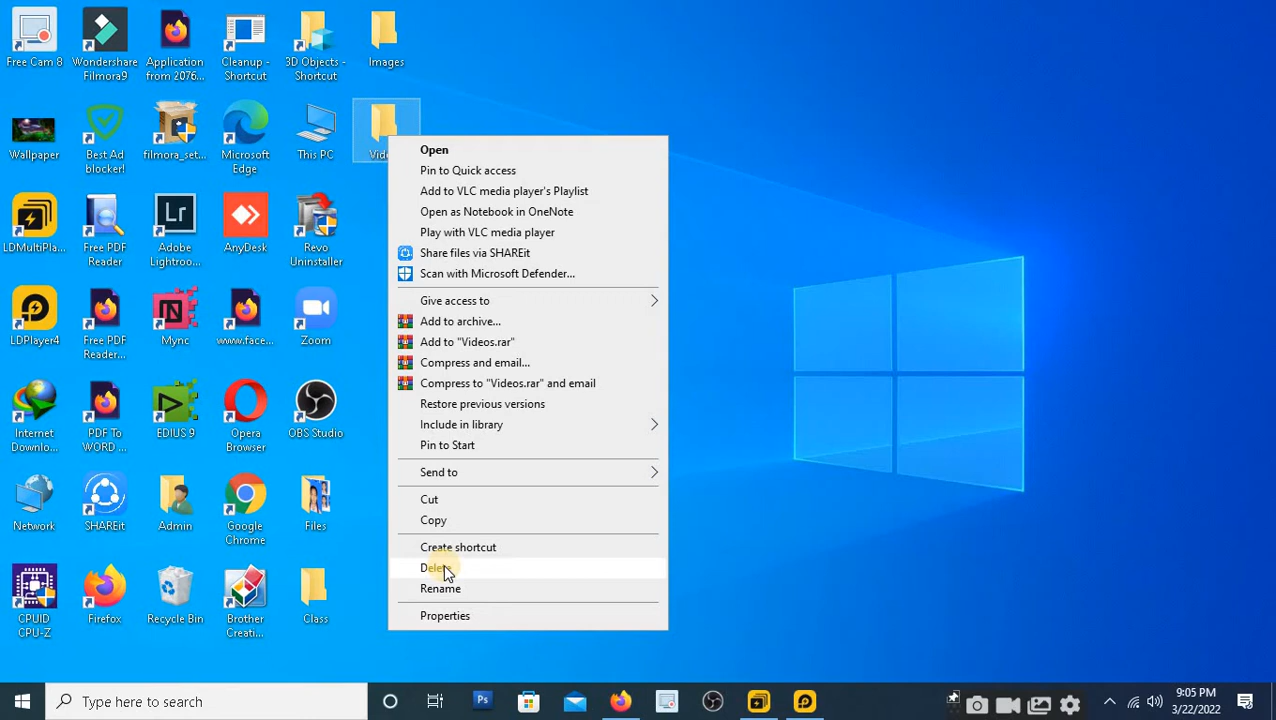 Free Cam 8
Wondershare
Filmora9
Application
from 2076...
Cleanup -
Shortcut
3D Objects -
Shortcut
Images
Wallpaper
Best Ad
blocker!
filmora_set...
Microsoft
Edge
This PC
LDMultiPla...
Free PDF
Reader
Adobe
Lightroo...
AnyDesk
Revo
Uninstaller
LDPlayer4
Free PDF
Reader...
Mync
www.face...
Zoom
Internet
Downlo...
PDF To
WORD ...
EDIUS 9
Opera
Browser
OBS Studio
Network
SHAREit
Admin
Google
Chrome
Files
CPUID
CPU-Z
Firefox
Recycle Bin
Brother
Creati...
Class
Open
Pin to Quick access
Add to VLC media player's Playlist
Open as Notebook in OneNote
Play with VLC media player
Share files via SHAREit
Scan with Microsoft Defender...
Give access to
Add to archive...
Add to "Videos.rar"
Compress and email...
Compress to "Videos.rar" and email
Restore previous versions
Include in library
Pin to Start
Send to
Cut
Copy
Create shortcut
Delete
Rename
Properties
Type here to search
Ps
9:05 PM
3/22/2022